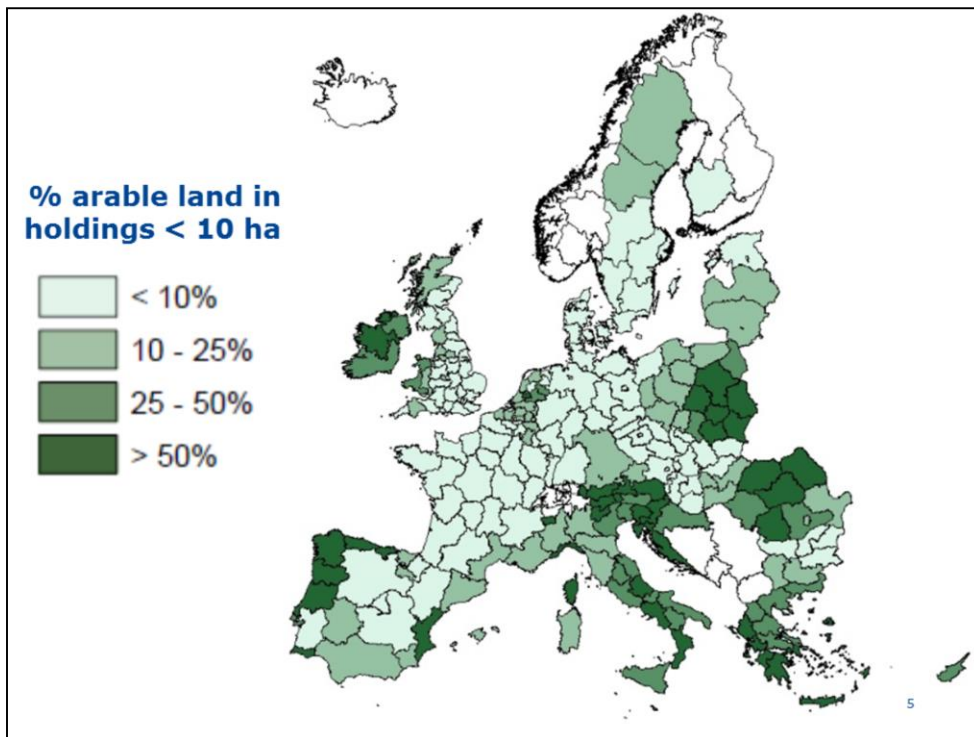 % arable land in
holdings < 10 ha
< 10%
10 - 25%
25 - 50%
> 50%
5